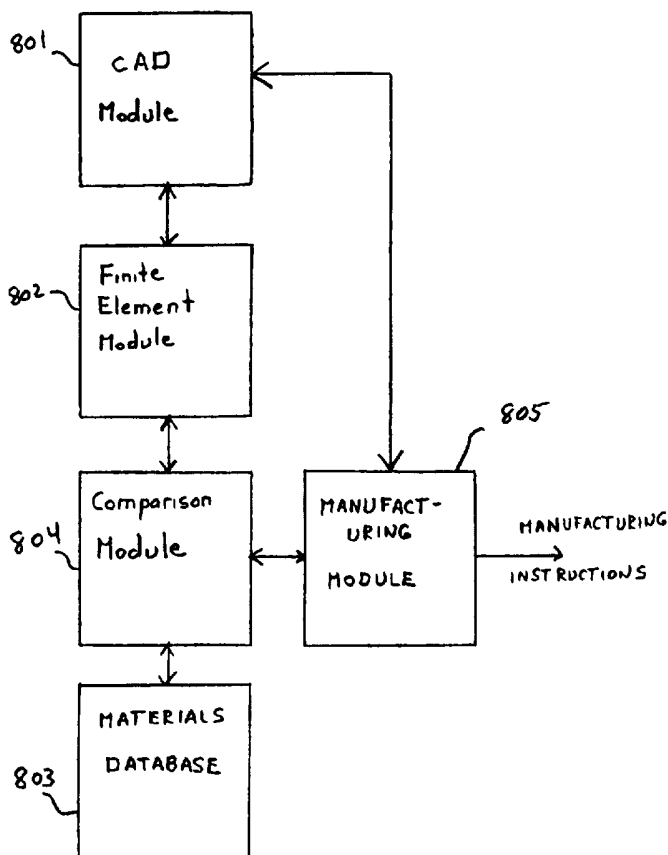 801
CAD
Module
802
Finite
Element
Module
805
804
Comparison
Module
MANUFACT-
URING
MODULE
MANUFACTURING
INSTRUCTIONS
803
MATERIALS
DATABASE